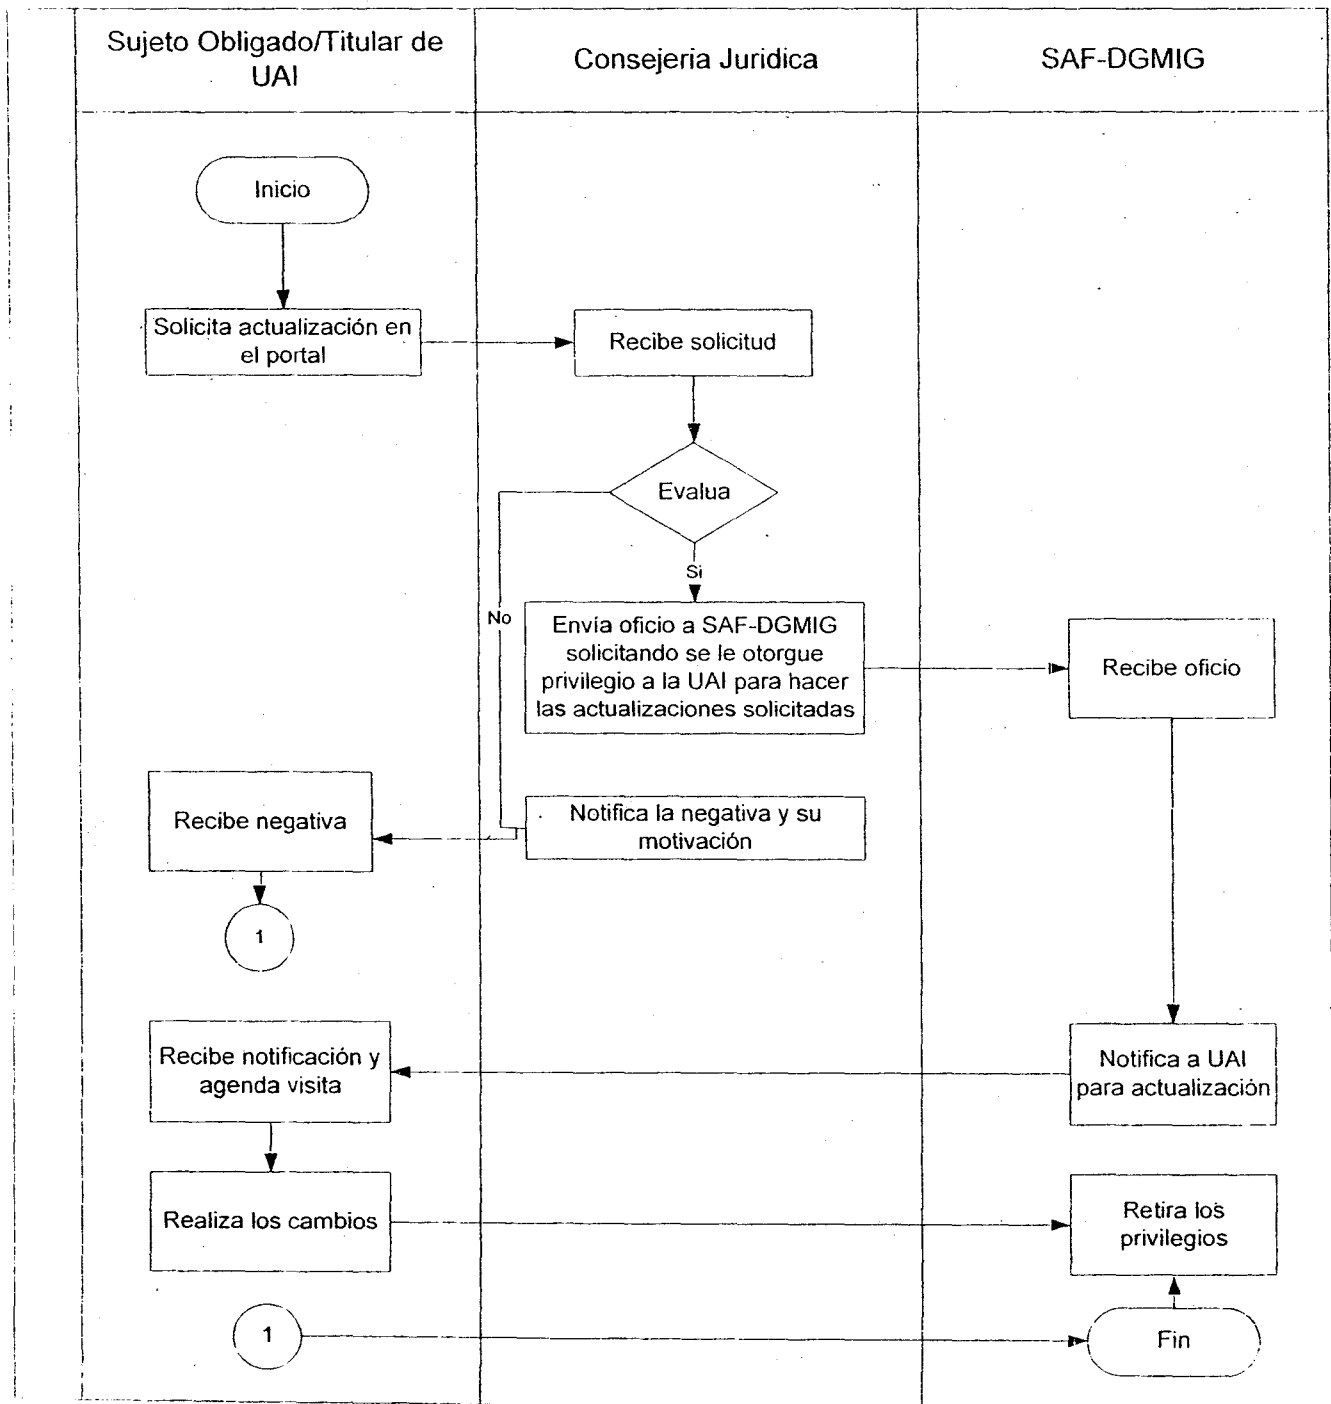 Sujeto Obligado/Titular de
UAI
Consejeria Juridica
SAF-DGMIG
Inicio
Solicita actualización en
el portal
Recibe solicitud
Evalua
Si
No
Envía oficio a SAF-DGMIG
solicitando se le otorgue
privilegio a la UAI para hacer
las actualizaciones solicitadas
Recibe oficio
Recibe negativa
Notifica la negativa y su
motivación
1
Recibe notificación y
agenda visita
Notifica a UAI
para actualización
Realiza los cambios
Retira los
privilegios
1
Fin